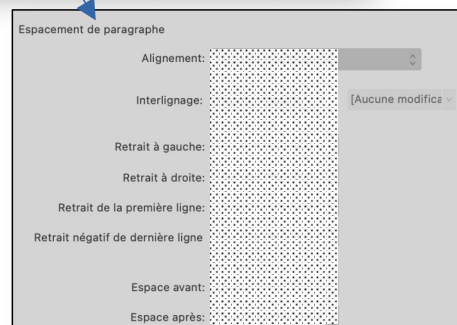 Espacement de paragraphe
Alignement:
Interlignage: [Aucune modifica
Retrait à gauche:
Retrait à droite:
Retrait de la première ligne:
Retrait négatif de dernière ligne
Espace avant:
Espace après: